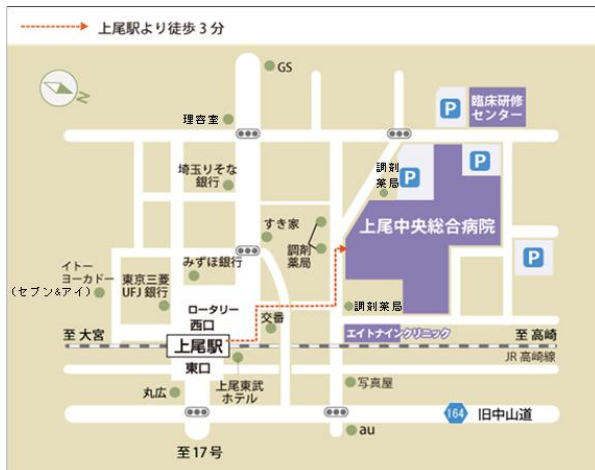 上尾駅より徒歩3分
GS
N
P
臨床研修
センター
理容室
P
埼玉りそな
銀行
調剤
薬局
P
上尾中央総合病院
すき家
調剤
薬局
P
イトー
ヨーカドー
(セブン&アイ)
東京三菱
UFJ銀行
みずほ銀行
ロータリー
西口
交番
調剤薬局
至 大宮
上尾駅
エイトナインクリニック
至 高崎
JR高崎線
東口
上尾東武
ホテル
丸広
写真屋
164
旧中山道
au
至17号